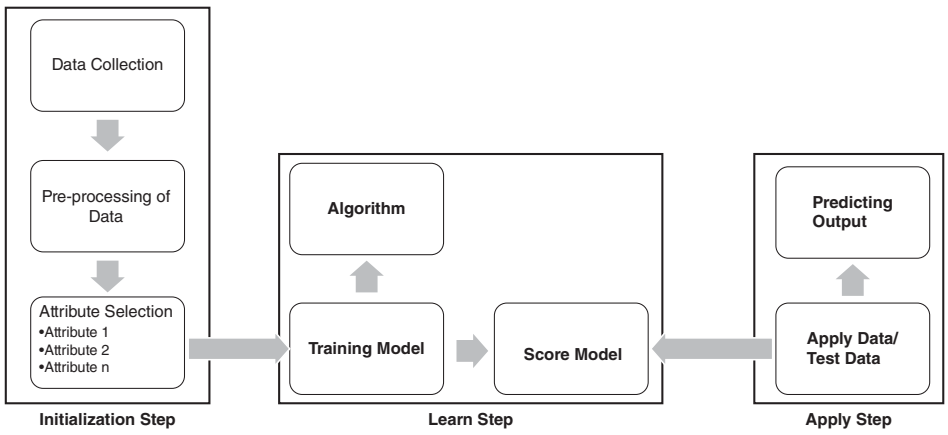 Data Collection
Pre-processing of
Data
Attribute Selection
•Attribute 1
•Attribute 2
•Attribute n
Initialization Step
Algorithm
Training Model
Score Model
Learn Step
Predicting
Output
Apply Data/
Test Data
Apply Step